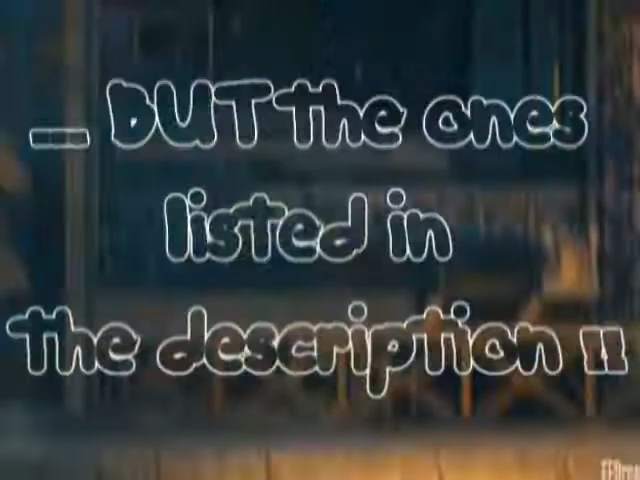 ... BUT the ones
listed in
the description !!